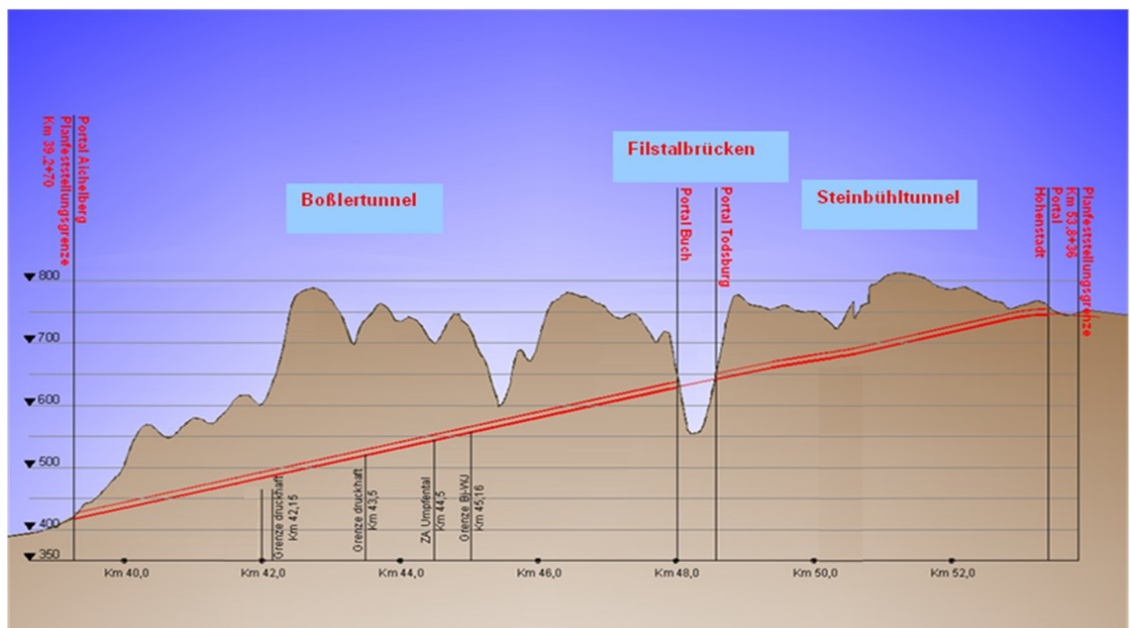 Filstalbrücken
Boßlertunnel
Steinbühltunnel
Portal Aichelberg
Planfeststellungsgrenze
Km 39.2+70
Portal Buch
Portal Todsburg
Hohenstadt
Portal
Km 53.8+36
Planfeststellungsgrenze
800
700
600
500
400
350
Grenze druckhaft
Km 42,15
Grenze druckhaft
Km 43,5
ZA Umpfental
Km 44,5
Grenze Bj-WJ
Km 45,16
Km 40,0
Km 42,0
Km 44,0
Km 46,0
Km 48,0
Km 50,0
Km 52,0